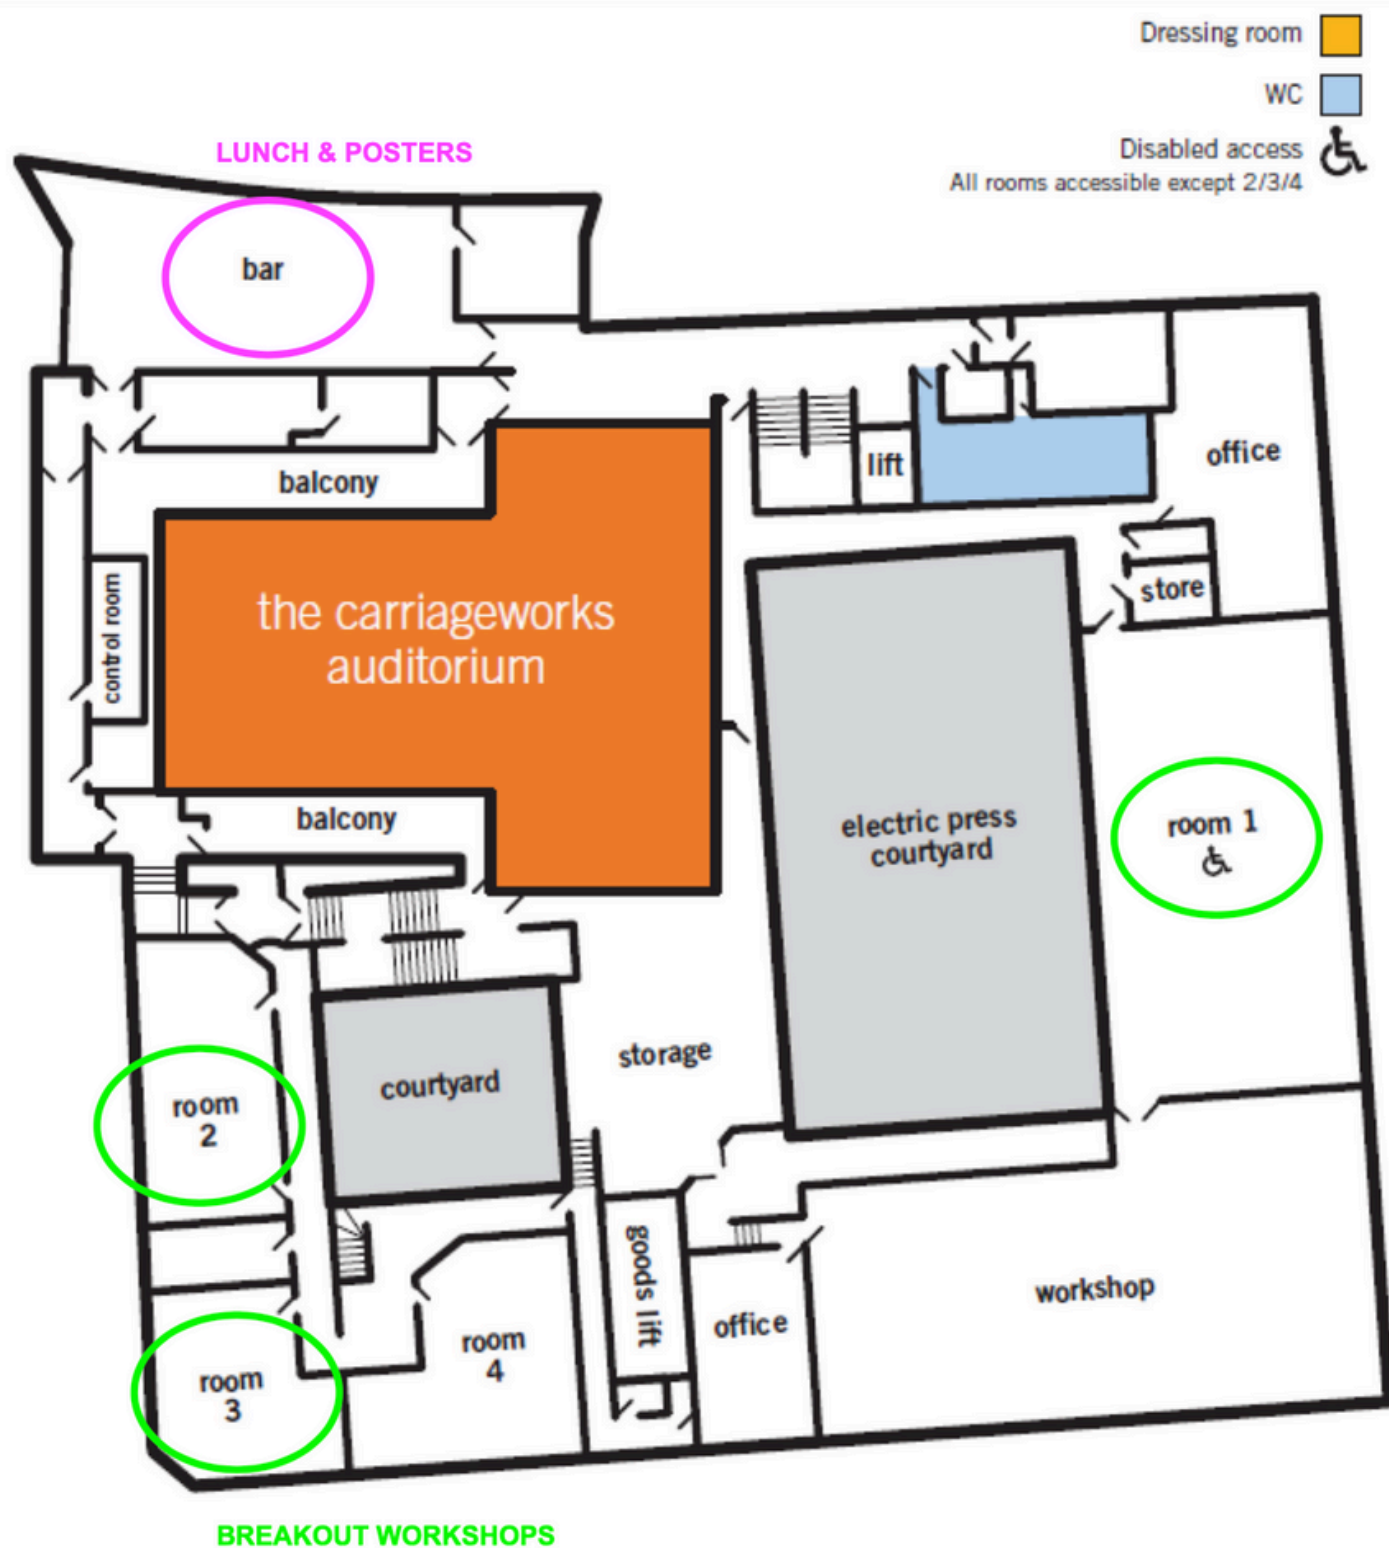 Dressing room
WC
Disabled access
All rooms accessible except 2/3/4
LUNCH & POSTERS
bar
lift
office
balcony
store
control room
the carriageworks
auditorium
balcony
electric press
courtyard
room 1
storage
courtyard
room
2
goods lift
workshop
office
room
4
room
3
BREAKOUT WORKSHOPS